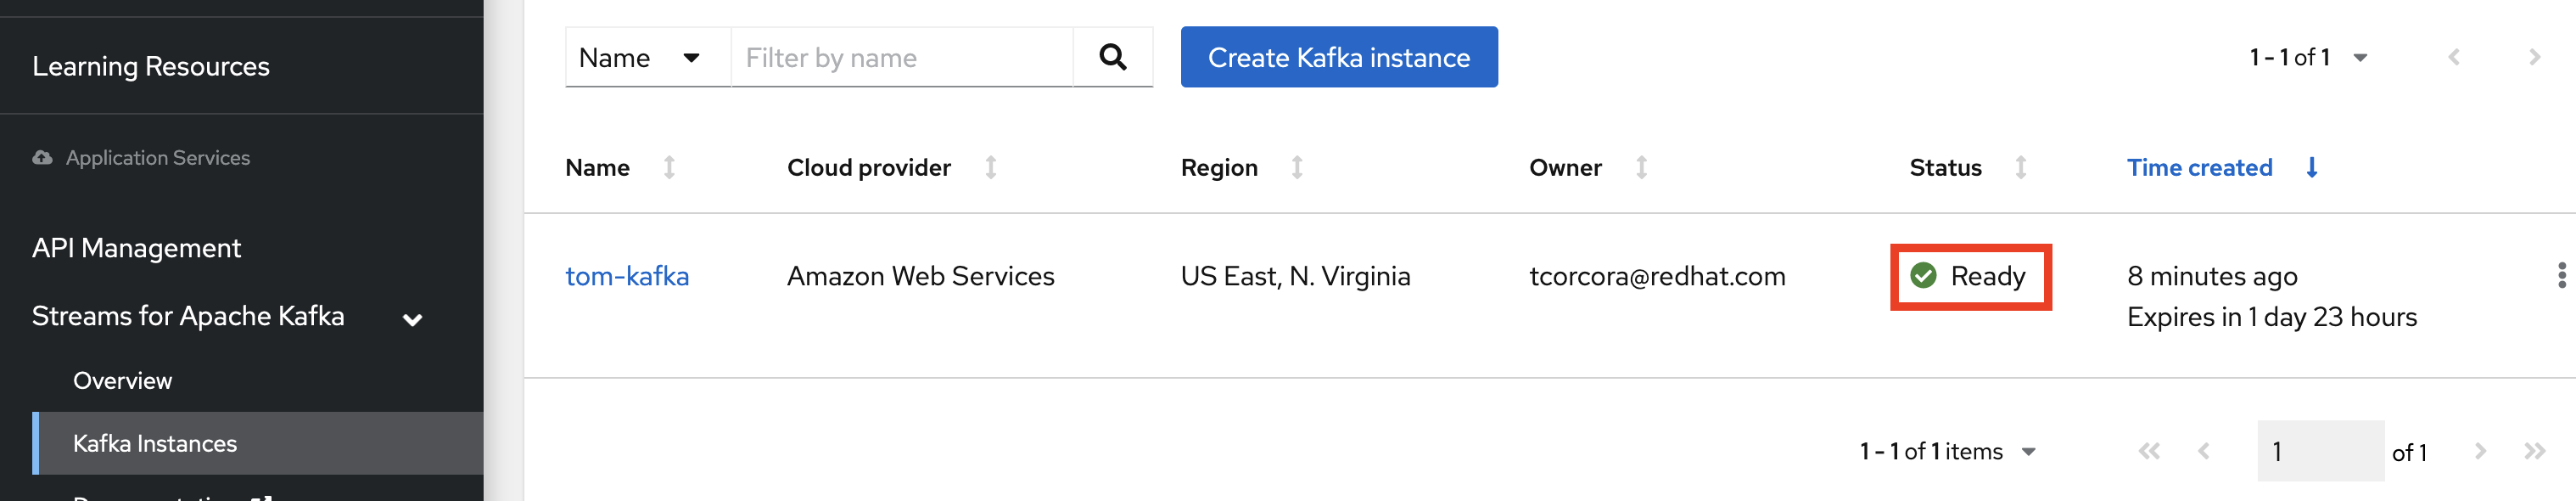 Learning Resources
Application Services
API Management
Streams for Apache Kafka
Overview
Kafka Instances
Name Filter by name Create Kafka instance 1 - 1 of 1
Name Cloud provider Region Owner Status Time created
tom-kafka Amazon Web Services US East, N. Virginia tcorcora@redhat.com Ready 8 minutes ago
Expires in 1 day 23 hours
1 - 1 of 1 items 1 of 1